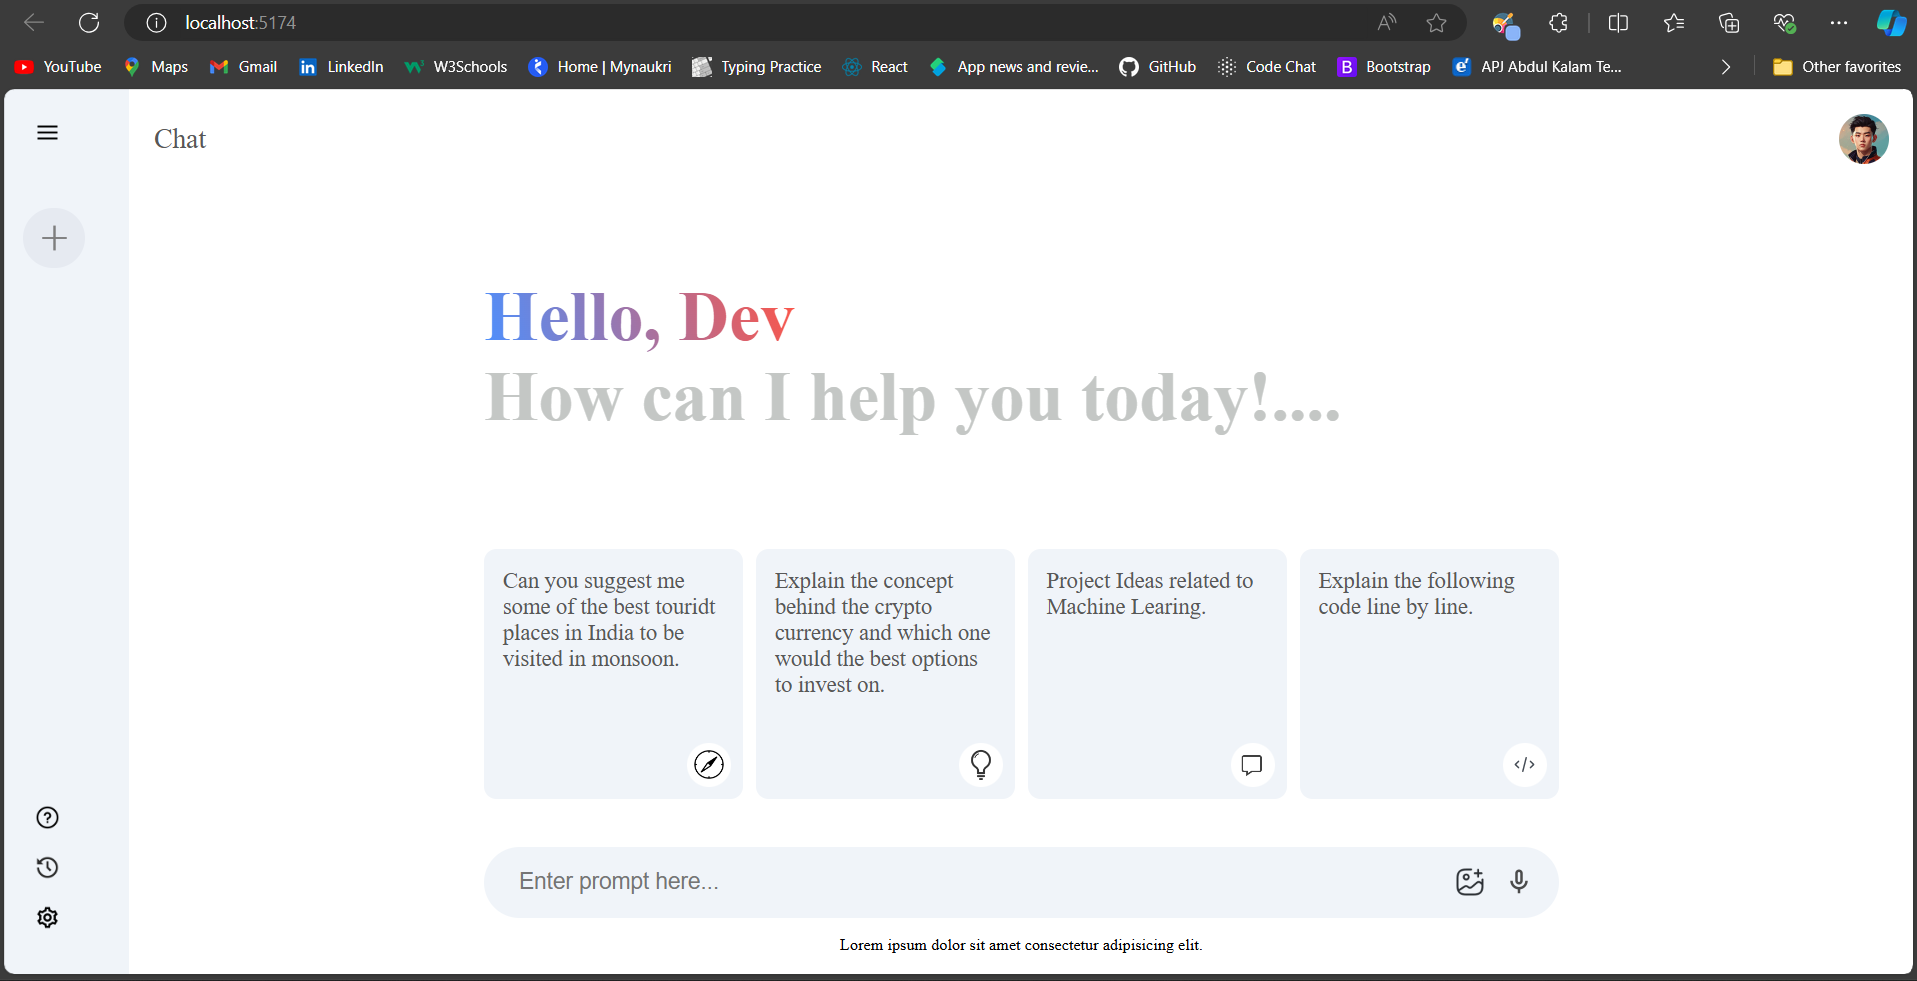 localhost:5174
YouTube Maps Gmail LinkedIn W3Schools Home | Mynaukri Typing Practice React App news and revie... GitHub Code Chat Bootstrap APJ Abdul Kalam Te... Other favorites
Chat
Hello, Dev
How can I help you today!....
Can you suggest me
some of the best touridt
places in India to be
visited in monsoon.
Explain the concept
behind the crypto
currency and which one
would the best options
to invest on.
Project Ideas related to
Machine Learing.
Explain the following
code line by line.
Enter prompt here...
Lorem ipsum dolor sit amet consectetur adipisicing elit.